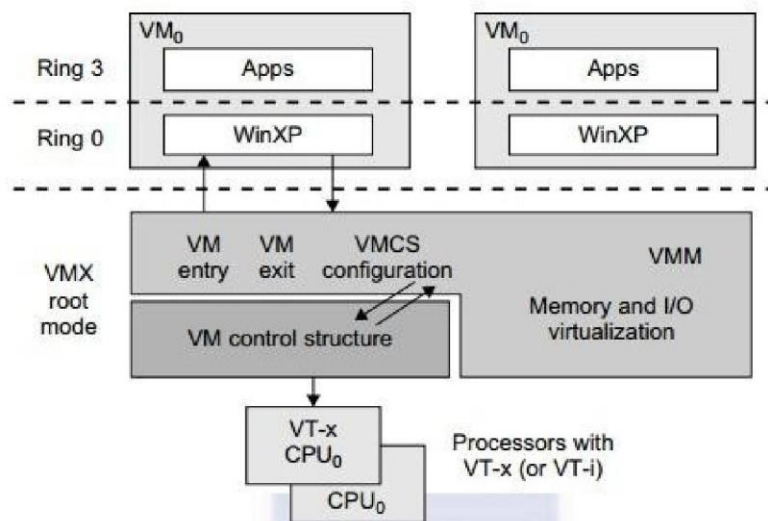 VM0
VM0
Ring 3
Apps
Apps
Ring 0
WinXP
WinXP
VMX
root
mode
VM
entry
VM
exit
VMCS
configuration
VMM
Memory and I/O
virtualization
VM control structure
VT-x
CPU0
CPU0
Processors with
VT-x (or VT-i)